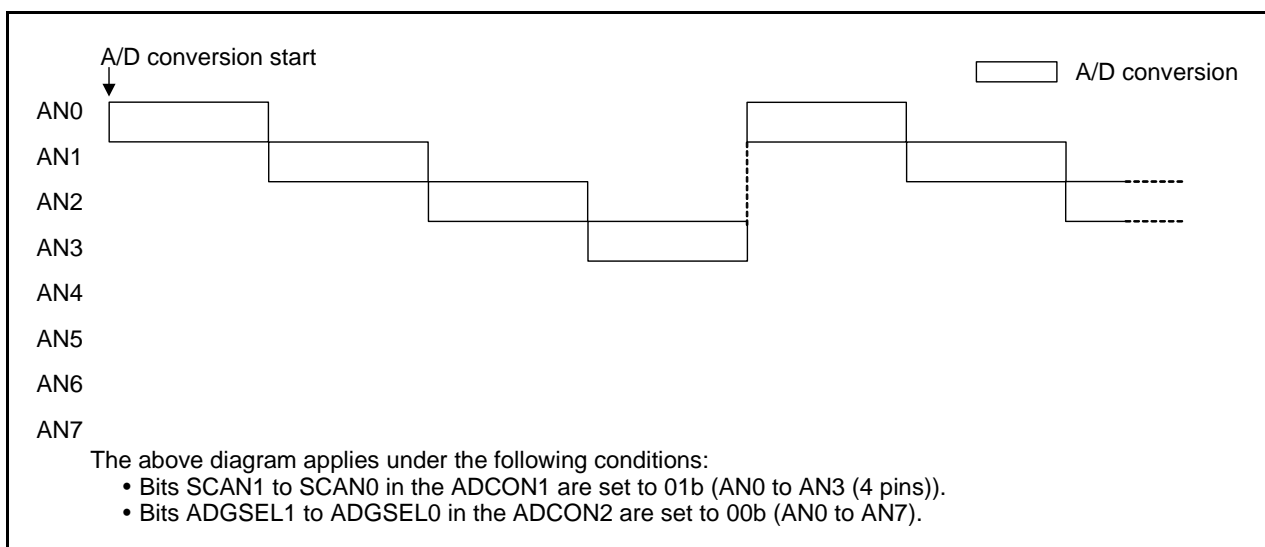 A/D conversion start
A/D conversion
AN0
AN1
AN2
AN3
AN4
AN5
AN6
AN7
The above diagram applies under the following conditions:
• Bits SCAN1 to SCAN0 in the ADCON1 are set to 01b (AN0 to AN3 (4 pins)).
• Bits ADGSEL1 to ADGSEL0 in the ADCON2 are set to 00b (AN0 to AN7).